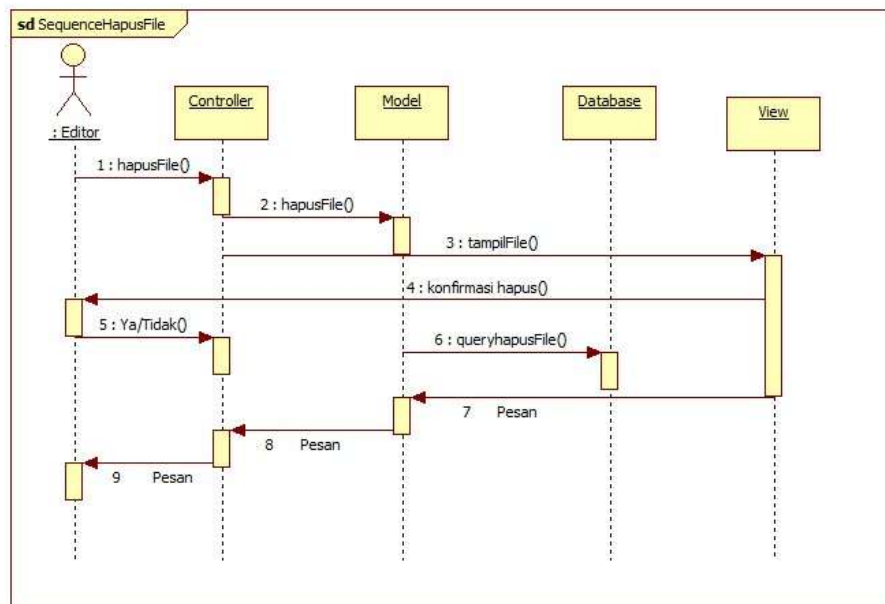 sd SequenceHapusFile
: Editor
Controller
Model
Database
View
1 : hapusFile()
2 : hapusFile()
3 : tampilFile()
4 : konfirmasi hapus()
5 : Ya/Tidak()
6 : queryhapusFile()
7 Pesan
8 Pesan
9 Pesan